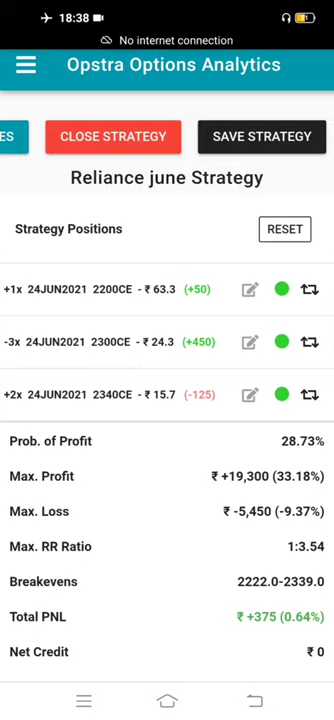 18:38
No internet connection
Opstra Options Analytics
ES CLOSE STRATEGY SAVE STRATEGY
Reliance june Strategy
Strategy Positions RESET
+1x 24JUN2021 2200CE - ₹ 63.3 (+50)
-3x 24JUN2021 2300CE - ₹ 24.3 (+450)
+2x 24JUN2021 2340CE - ₹ 15.7 (-125)
Prob. of Profit 28.73%
Max. Profit ₹ +19,300 (33.18%)
Max. Loss ₹ -5,450 (-9.37%)
Max. RR Ratio 1:3.54
Breakevens 2222.0-2339.0
Total PNL ₹ +375 (0.64%)
Net Credit ₹ 0